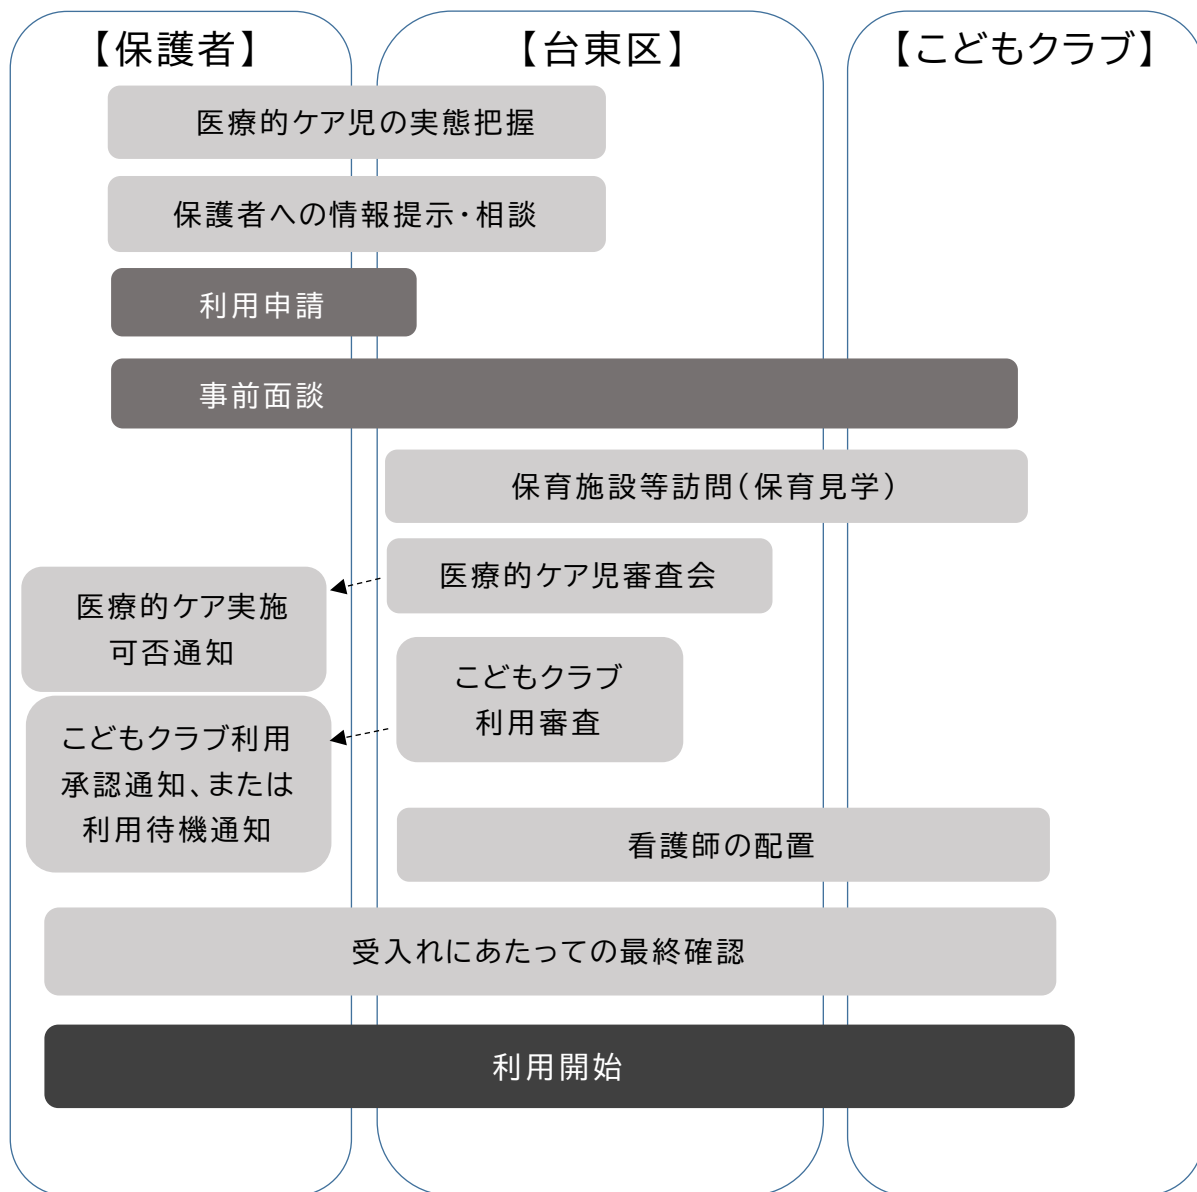 【保護者】
【台東区】
【こどもクラブ】
医療的ケア児の実態把握
保護者への情報提示・相談
利用申請
事前面談
保育施設等訪問(保育見学)
医療的ケア児審査会
医療的ケア実施
可否通知
こどもクラブ
利用審査
こどもクラブ利用
承認通知、または
利用待機通知
看護師の配置
受入れにあたっての最終確認
利用開始